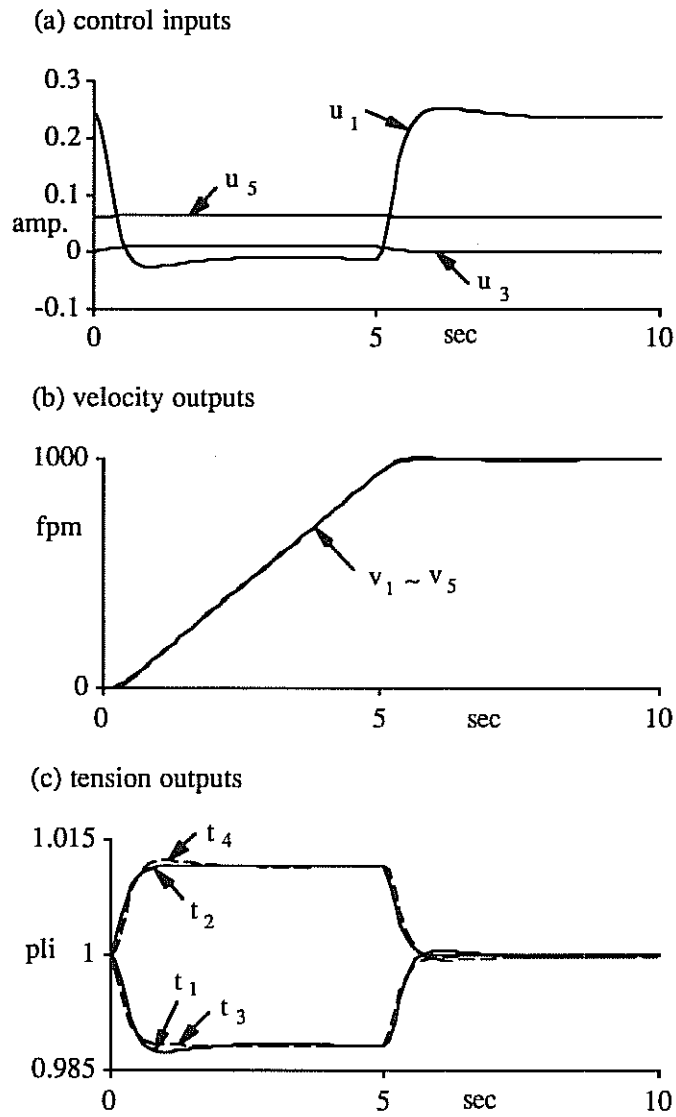 (a) control inputs
0.3
0.2
0.1
amp.
0
-0.1
u 1
u 5
u 3
0
5
sec
10
(b) velocity outputs
1000
fpm
0
v 1 ~ v 5
0
5
sec
10
(c) tension outputs
1.015
pli 1
0.985
t 4
t 2
t 1
t 3
0
5
sec
10